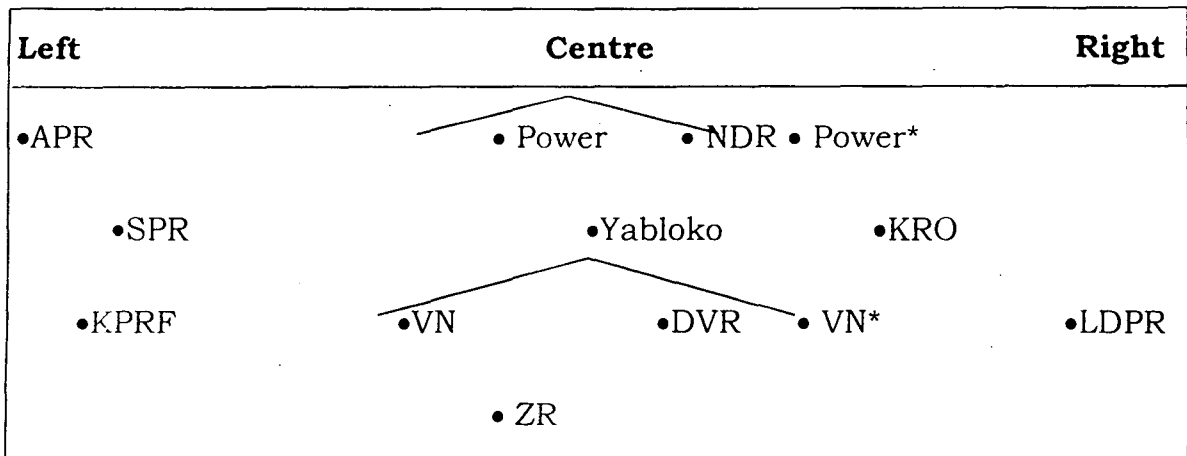 Left Centre Right
•APR • Power • NDR • Power*
•SPR •Yabloko •KRO
•KPRF •VN •DVR • VN* •LDPR
• ZR